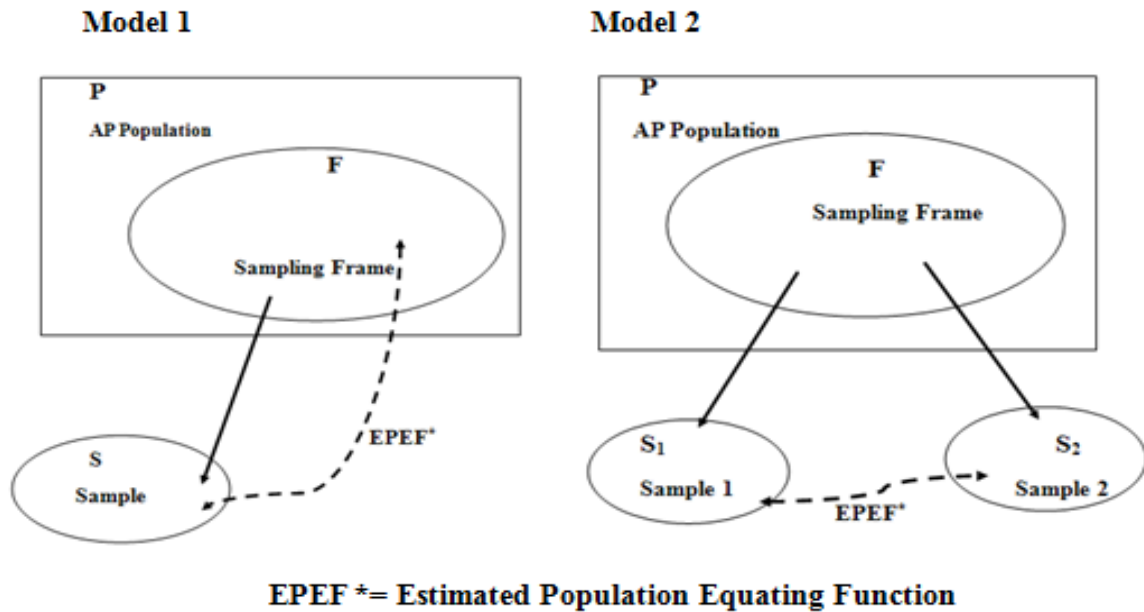 Model 1
P
AP Population
F
Sampling Frame
EPEF*
S
Sample
Model 2
P
AP Population
F
Sampling Frame
S₁
Sample 1
S₂
Sample 2
EPEF*
EPEF *= Estimated Population Equating Function